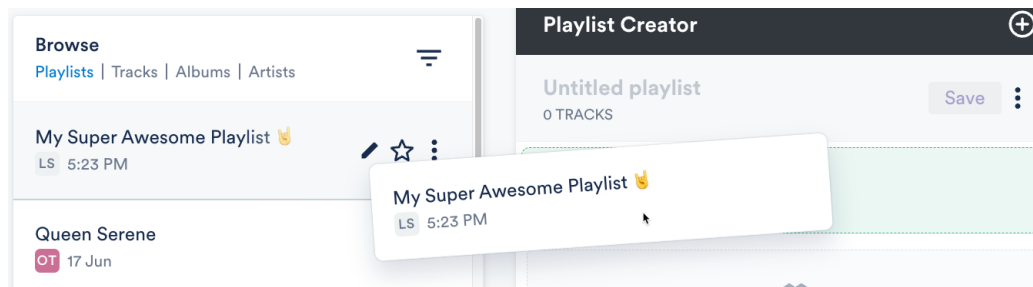 Browse
Playlists | Tracks | Albums | Artists
My Super Awesome Playlist 🤘
LS 5:23 PM
Queen Serene
OT 17 Jun
Playlist Creator
Untitled playlist
0 TRACKS
Save
My Super Awesome Playlist 🤘
LS 5:23 PM